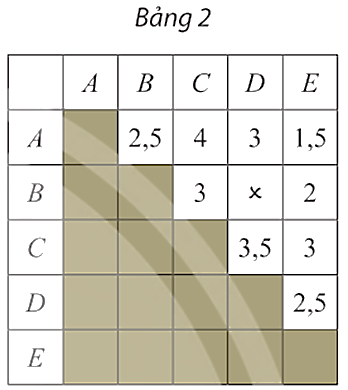 Bảng 2
A B C D E
A 2,5 4 3 1,5
B 3 × 2
C 3,5 3
D 2,5
E